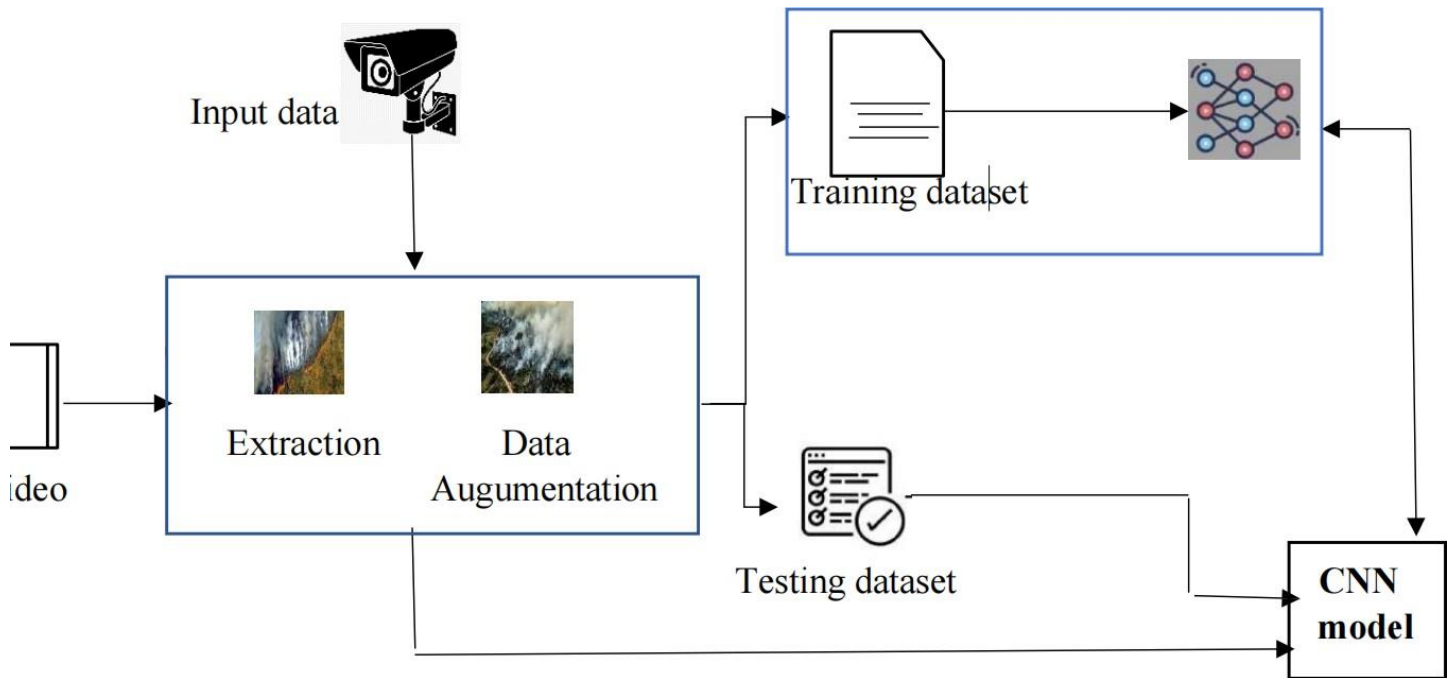 Input data
Training dataset
Extraction
Data
Augumentation
ideo
Testing dataset
CNN
model